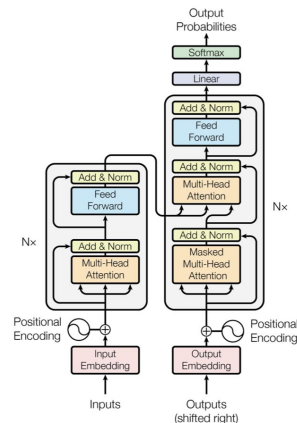 Output
Probabilities
Softmax
Linear
Add & Norm
Feed
Forward
Add & Norm
Multi-Head
Attention
Add & Norm
Masked
Multi-Head
Attention
Nx
Add & Norm
Feed
Forward
Add & Norm
Multi-Head
Attention
Nx
Positional
Encoding
Positional
Encoding
Input
Embedding
Output
Embedding
Inputs
Outputs
(shifted right)